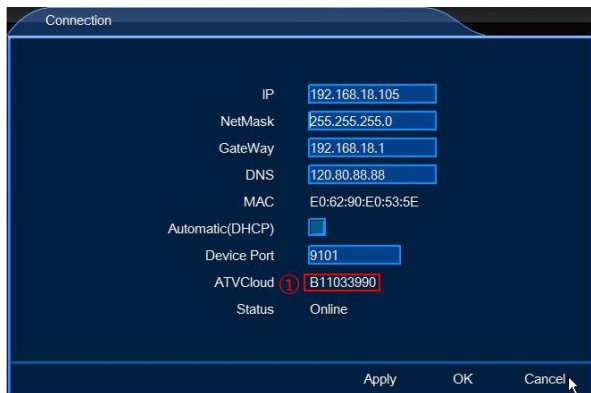 Connection
IP 192.168.18.105
NetMask 255.255.255.0
GateWay 192.168.18.1
DNS 120.80.88.88
MAC E0:62:90:E0:53:5E
Automatic(DHCP)
Device Port 9101
ATVCloud ① B11033990
Status Online
Apply OK Cancel